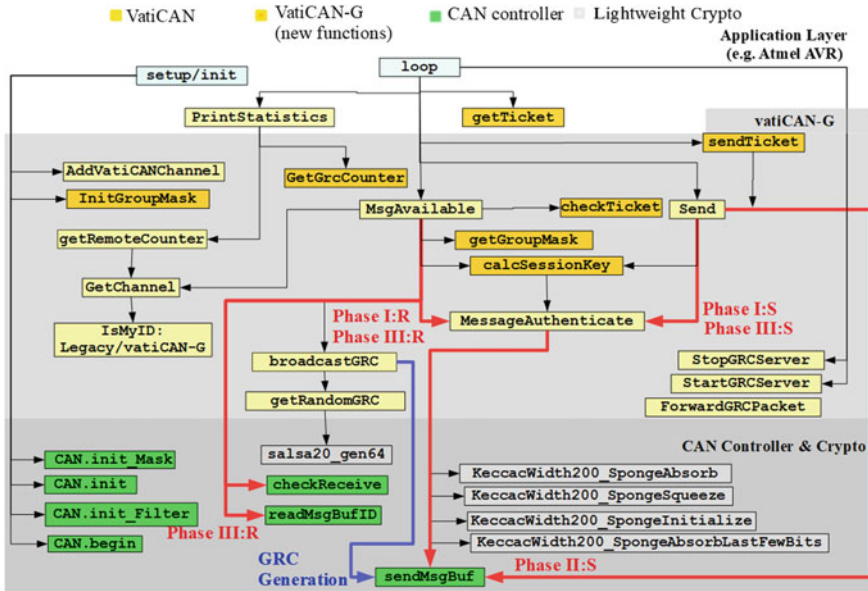 VatiCAN
VatiCAN-G
(new functions)
CAN controller
Lightweight Crypto
Application Layer
(e.g. Atmel AVR)
setup/init
loop
PrintStatistics
getTicket
vatiCAN-G
sendTicket
AddVatiCANChannel
GetGrcCounter
InitGroupMask
MsgAvailable
checkTicket
Send
getRemoteCounter
getGroupMask
calcSessionKey
GetChannel
Phase I:R
Phase III:R
MessageAuthenticate
Phase I:S
Phase III:S
IsMyID:
Legacy/vatiCAN-G
broadcastGRC
StopGRCServer
StartGRCServer
getRandomGRC
ForwardGRCPacket
CAN Controller & Crypto
salsa20_gen64
CAN.init_Mask
KeccacWidth200_SpongeAbsorb
CAN.init
checkReceive
KeccacWidth200_SpongeSqueeze
CAN.init_Filter
readMsgBufID
KeccacWidth200_SpongeInitialize
Phase III:R
CAN.begin
KeccacWidth200_SpongeAbsorbLastFewBits
GRC
Generation
sendMsgBuf
Phase II:S